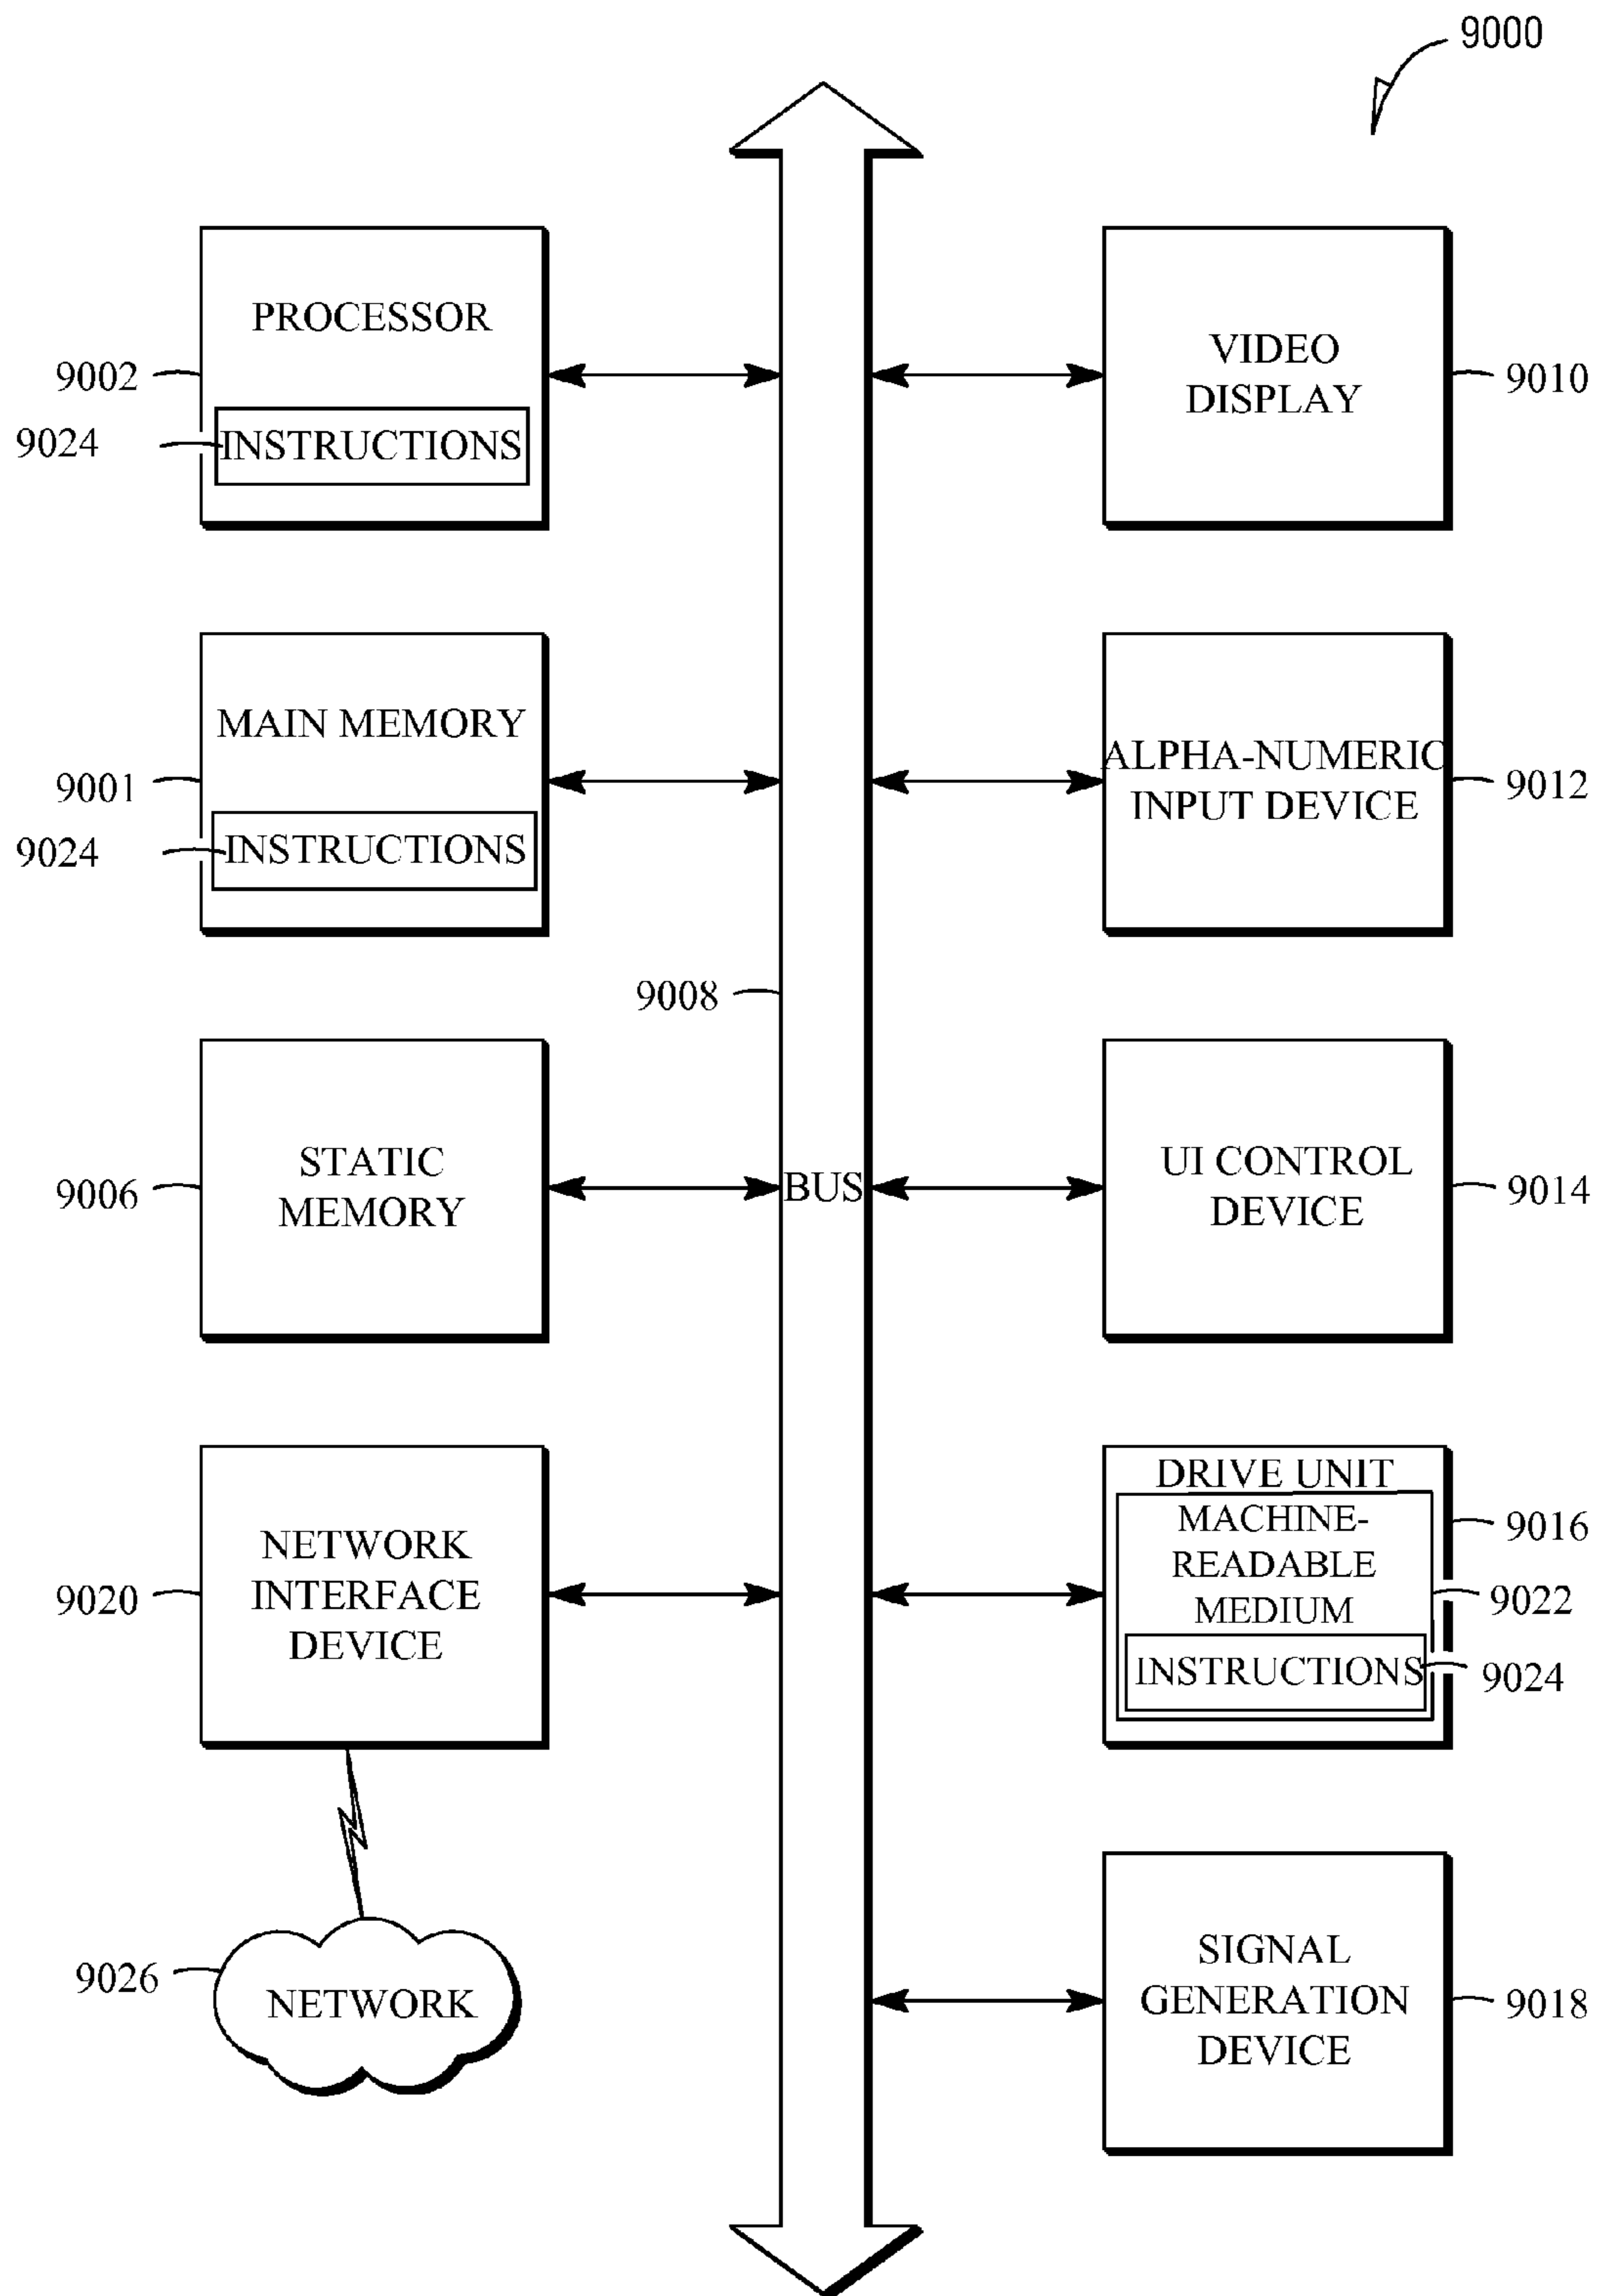 9000
PROCESSOR
9002
9024
INSTRUCTIONS
VIDEO
DISPLAY
9010
MAIN MEMORY
9001
9024
INSTRUCTIONS
ALPHA-NUMERIC
INPUT DEVICE
9012
9008
STATIC
MEMORY
9006
BUS
UI CONTROL
DEVICE
9014
NETWORK
INTERFACE
DEVICE
9020
DRIVE UNIT
MACHINE-
READABLE
MEDIUM
INSTRUCTIONS
9016
9022
9024
9026
NETWORK
SIGNAL
GENERATION
DEVICE
9018